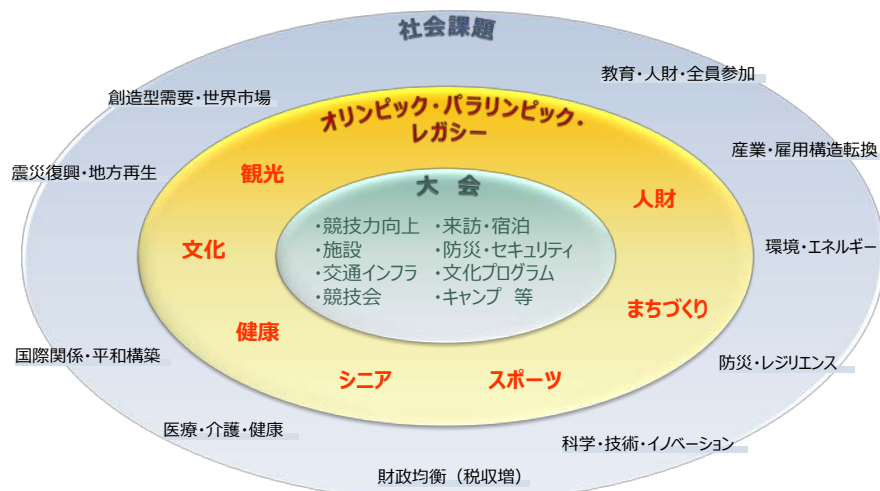 社会課題
教育・人財・全員参加
創造型需要・世界市場
オリンピック・パラリンピック・
レガシー
産業・雇用構造転換
震災復興・地方再生
観光
大 会
人財
・競技力向上 ・来訪・宿泊
・施設 ・防災・セキュリティ
・交通インフラ ・文化プログラム
・競技会 ・キャンプ 等
文化
環境・エネルギー
まちづくり
健康
国際関係・平和構築
防災・レジリエンス
シニア
スポーツ
医療・介護・健康
科学・技術・イノベーション
財政均衡（税収増）